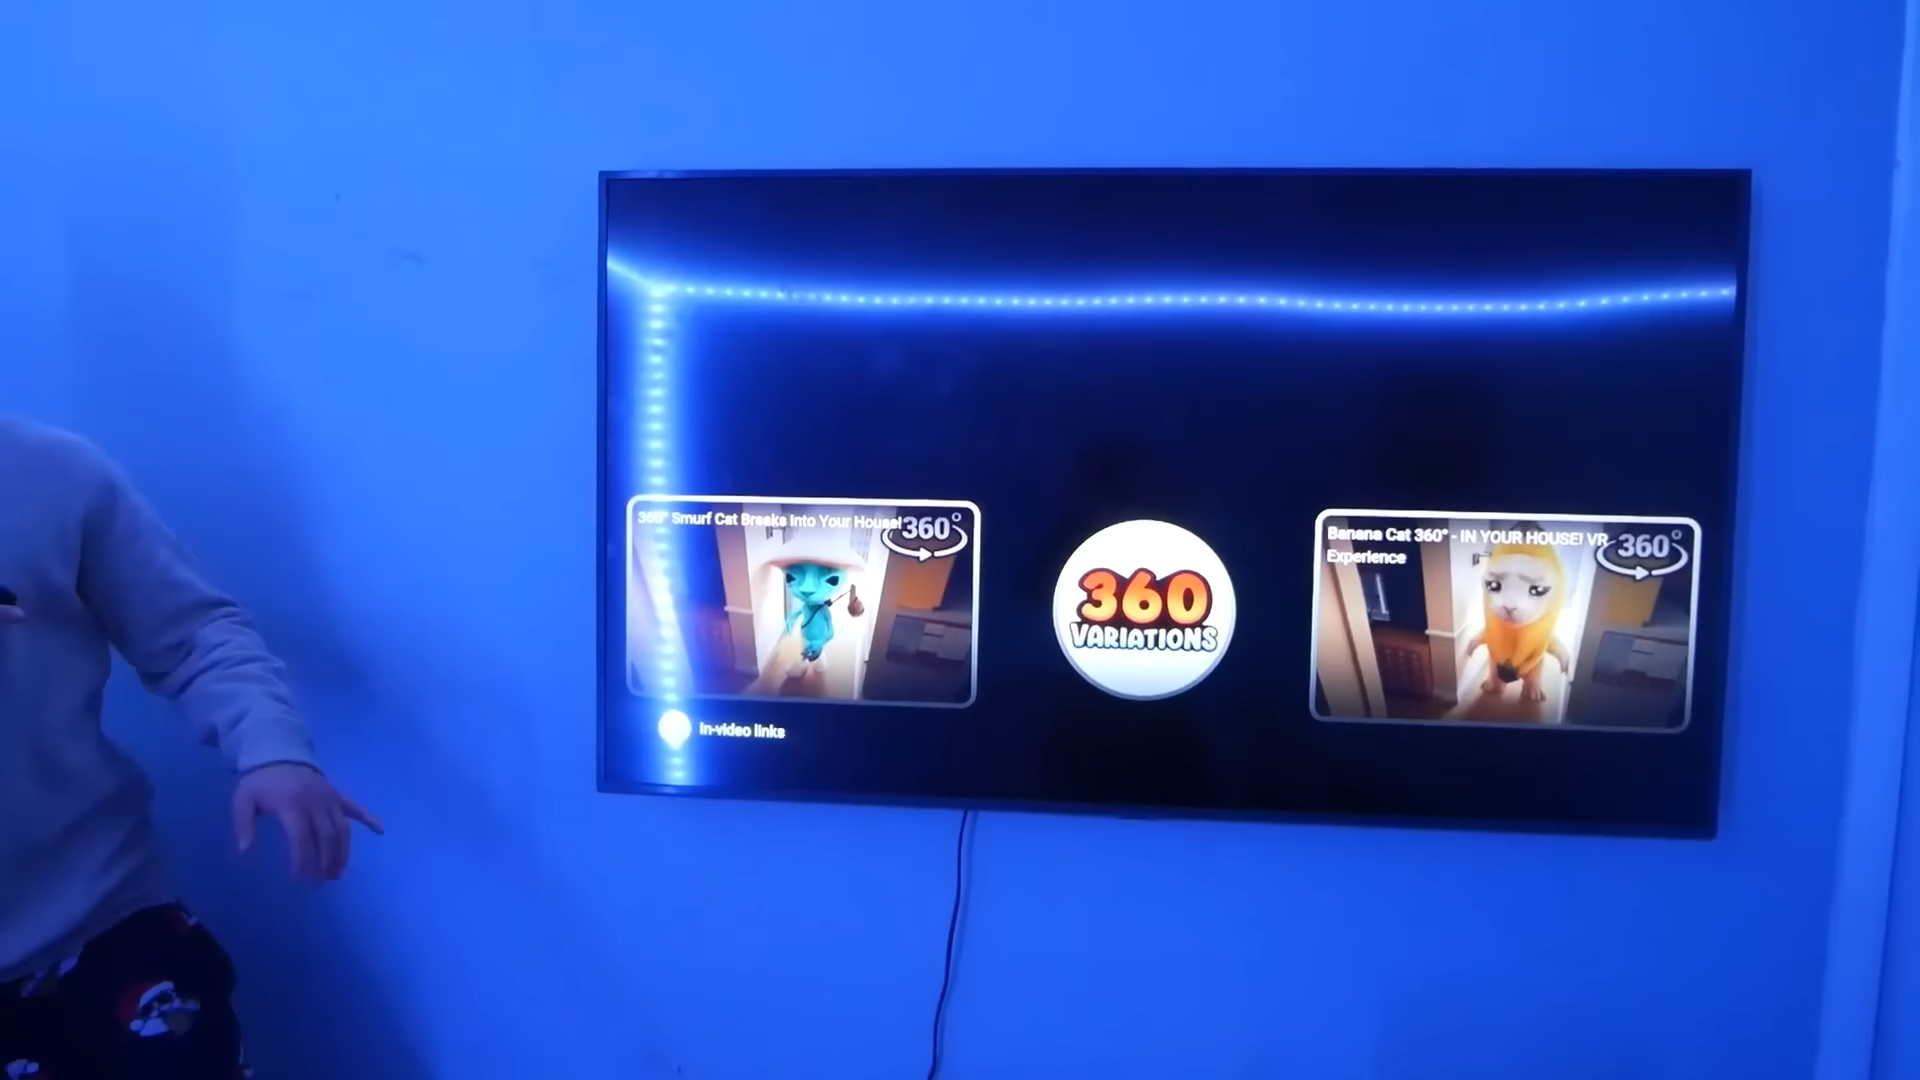 360° Smurf Cat Breaks Into Your House!
360°
360
VARIATIONS
Banana Cat 360° - IN YOUR HOUSE! VR
Experience
360°
In-video links